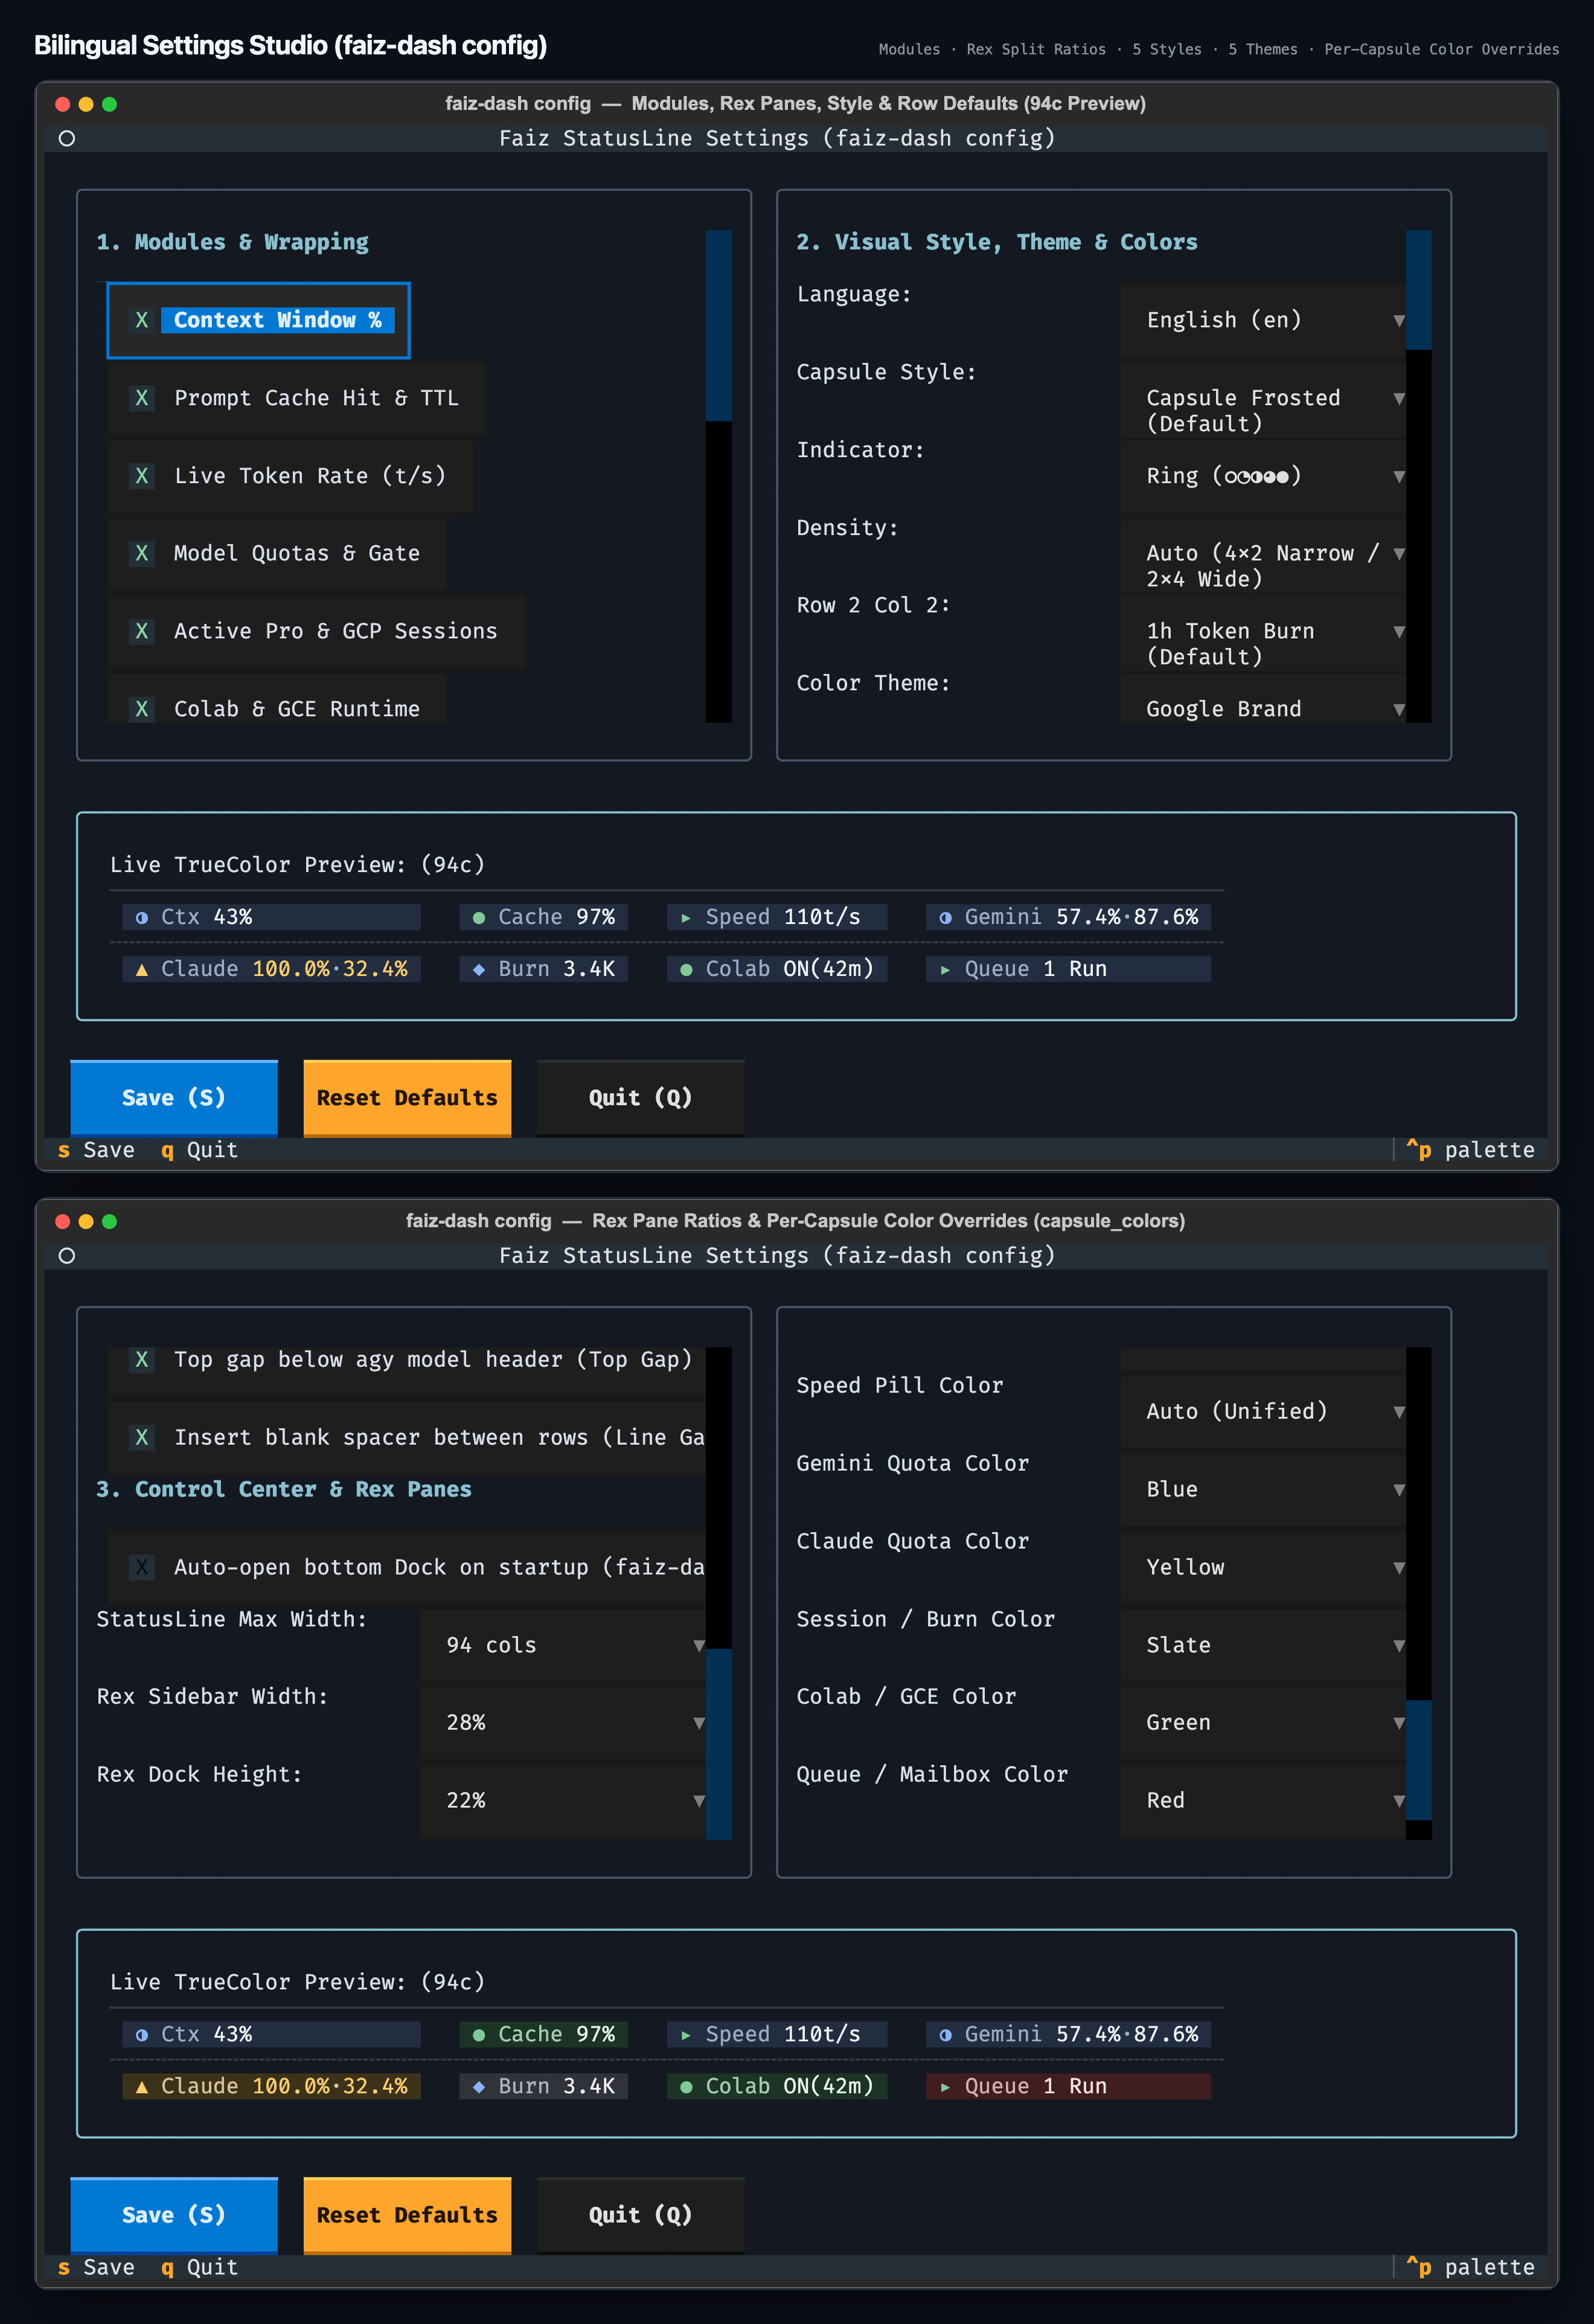 Bilingual Settings Studio (faiz-dash config)
Modules · Rex Split Ratios · 5 Styles · 5 Themes · Per-Capsule Color Overrides
faiz-dash config — Modules, Rex Panes, Style & Row Defaults (94c Preview)
Faiz StatusLine Settings (faiz-dash config)
1. Modules & Wrapping
X Context Window %
X Prompt Cache Hit & TTL
X Live Token Rate (t/s)
X Model Quotas & Gate
X Active Pro & GCP Sessions
X Colab & GCE Runtime
2. Visual Style, Theme & Colors
Language:
English (en) ▼
Capsule Style:
Capsule Frosted ▼
(Default)
Indicator:
Ring (○◔◑◕●) ▼
Density:
Auto (4×2 Narrow / ▼
2×4 Wide)
Row 2 Col 2:
1h Token Burn ▼
(Default)
Color Theme:
Google Brand ▼
Live TrueColor Preview: (94c)
◑ Ctx 43% ● Cache 97% ▸ Speed 110t/s ◑ Gemini 57.4%·87.6%
▲ Claude 100.0%·32.4% ◆ Burn 3.4K ● Colab ON(42m) ▸ Queue 1 Run
Save (S) Reset Defaults Quit (Q)
s Save q Quit ^p palette
faiz-dash config — Rex Pane Ratios & Per-Capsule Color Overrides (capsule_colors)
Faiz StatusLine Settings (faiz-dash config)
X Top gap below agy model header (Top Gap)
X Insert blank spacer between rows (Line Ga
3. Control Center & Rex Panes
X Auto-open bottom Dock on startup (faiz-da
StatusLine Max Width:
94 cols ▼
Rex Sidebar Width:
28% ▼
Rex Dock Height:
22% ▼
Speed Pill Color
Auto (Unified) ▼
Gemini Quota Color
Blue ▼
Claude Quota Color
Yellow ▼
Session / Burn Color
Slate ▼
Colab / GCE Color
Green ▼
Queue / Mailbox Color
Red ▼
Live TrueColor Preview: (94c)
◑ Ctx 43% ● Cache 97% ▸ Speed 110t/s ◑ Gemini 57.4%·87.6%
▲ Claude 100.0%·32.4% ◆ Burn 3.4K ● Colab ON(42m) ▸ Queue 1 Run
Save (S) Reset Defaults Quit (Q)
s Save q Quit ^p palette